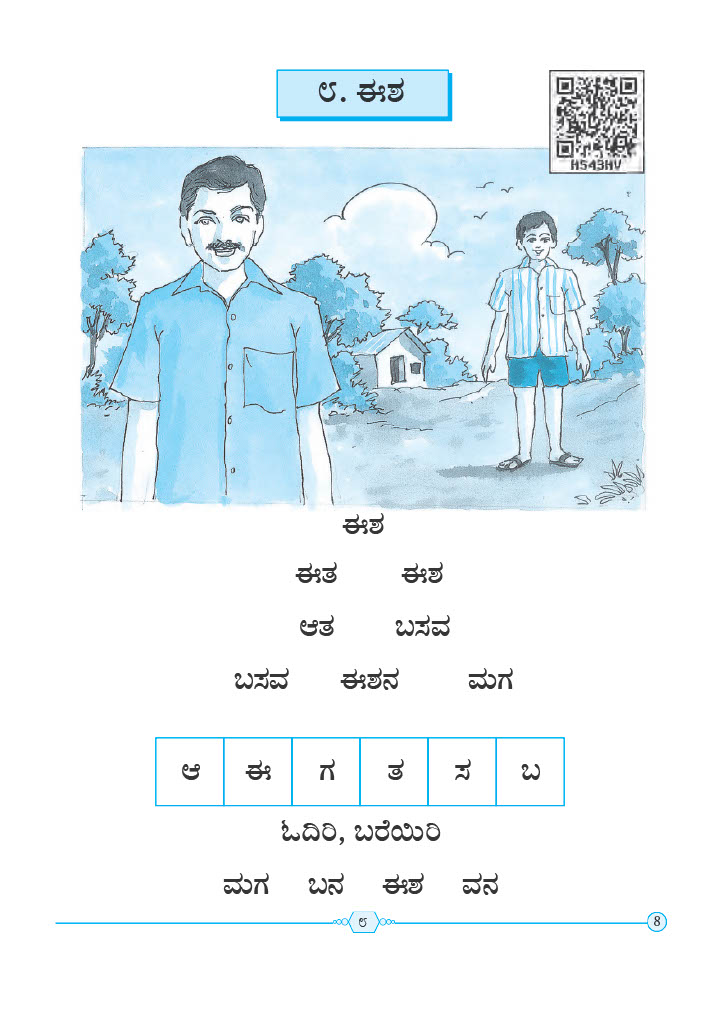 ೮. ಈಶ
H543HV
ಈಶ
ಈತ ಈಶ
ಆತ ಬಸವ
ಬಸವ ಈಶನ ಮಗ
ಆ ಈ ಗ ತ ಸ ಬ
ಓದಿರಿ, ಬರೆಯಿರಿ
ಮಗ ಬನ ಈಶ ವನ
೮
8